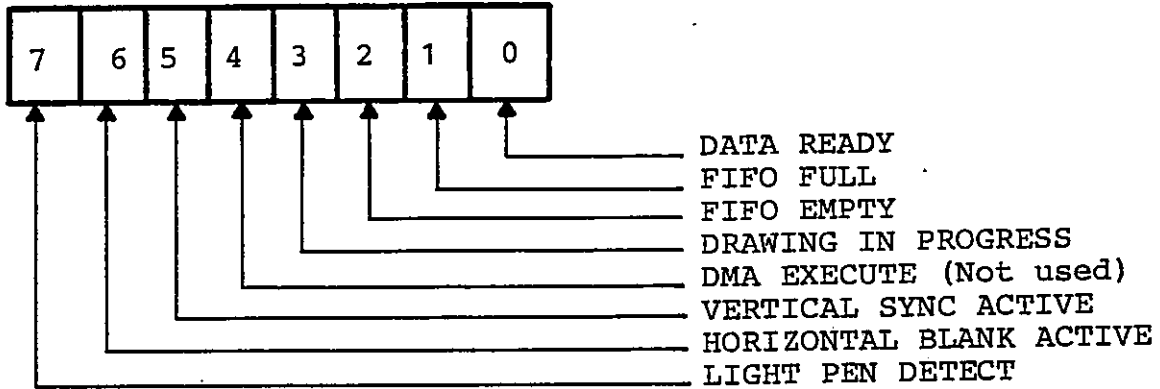 7 6 5 4 3 2 1 0
DATA READY
FIFO FULL
FIFO EMPTY
DRAWING IN PROGRESS
DMA EXECUTE (Not used)
VERTICAL SYNC ACTIVE
HORIZONTAL BLANK ACTIVE
LIGHT PEN DETECT